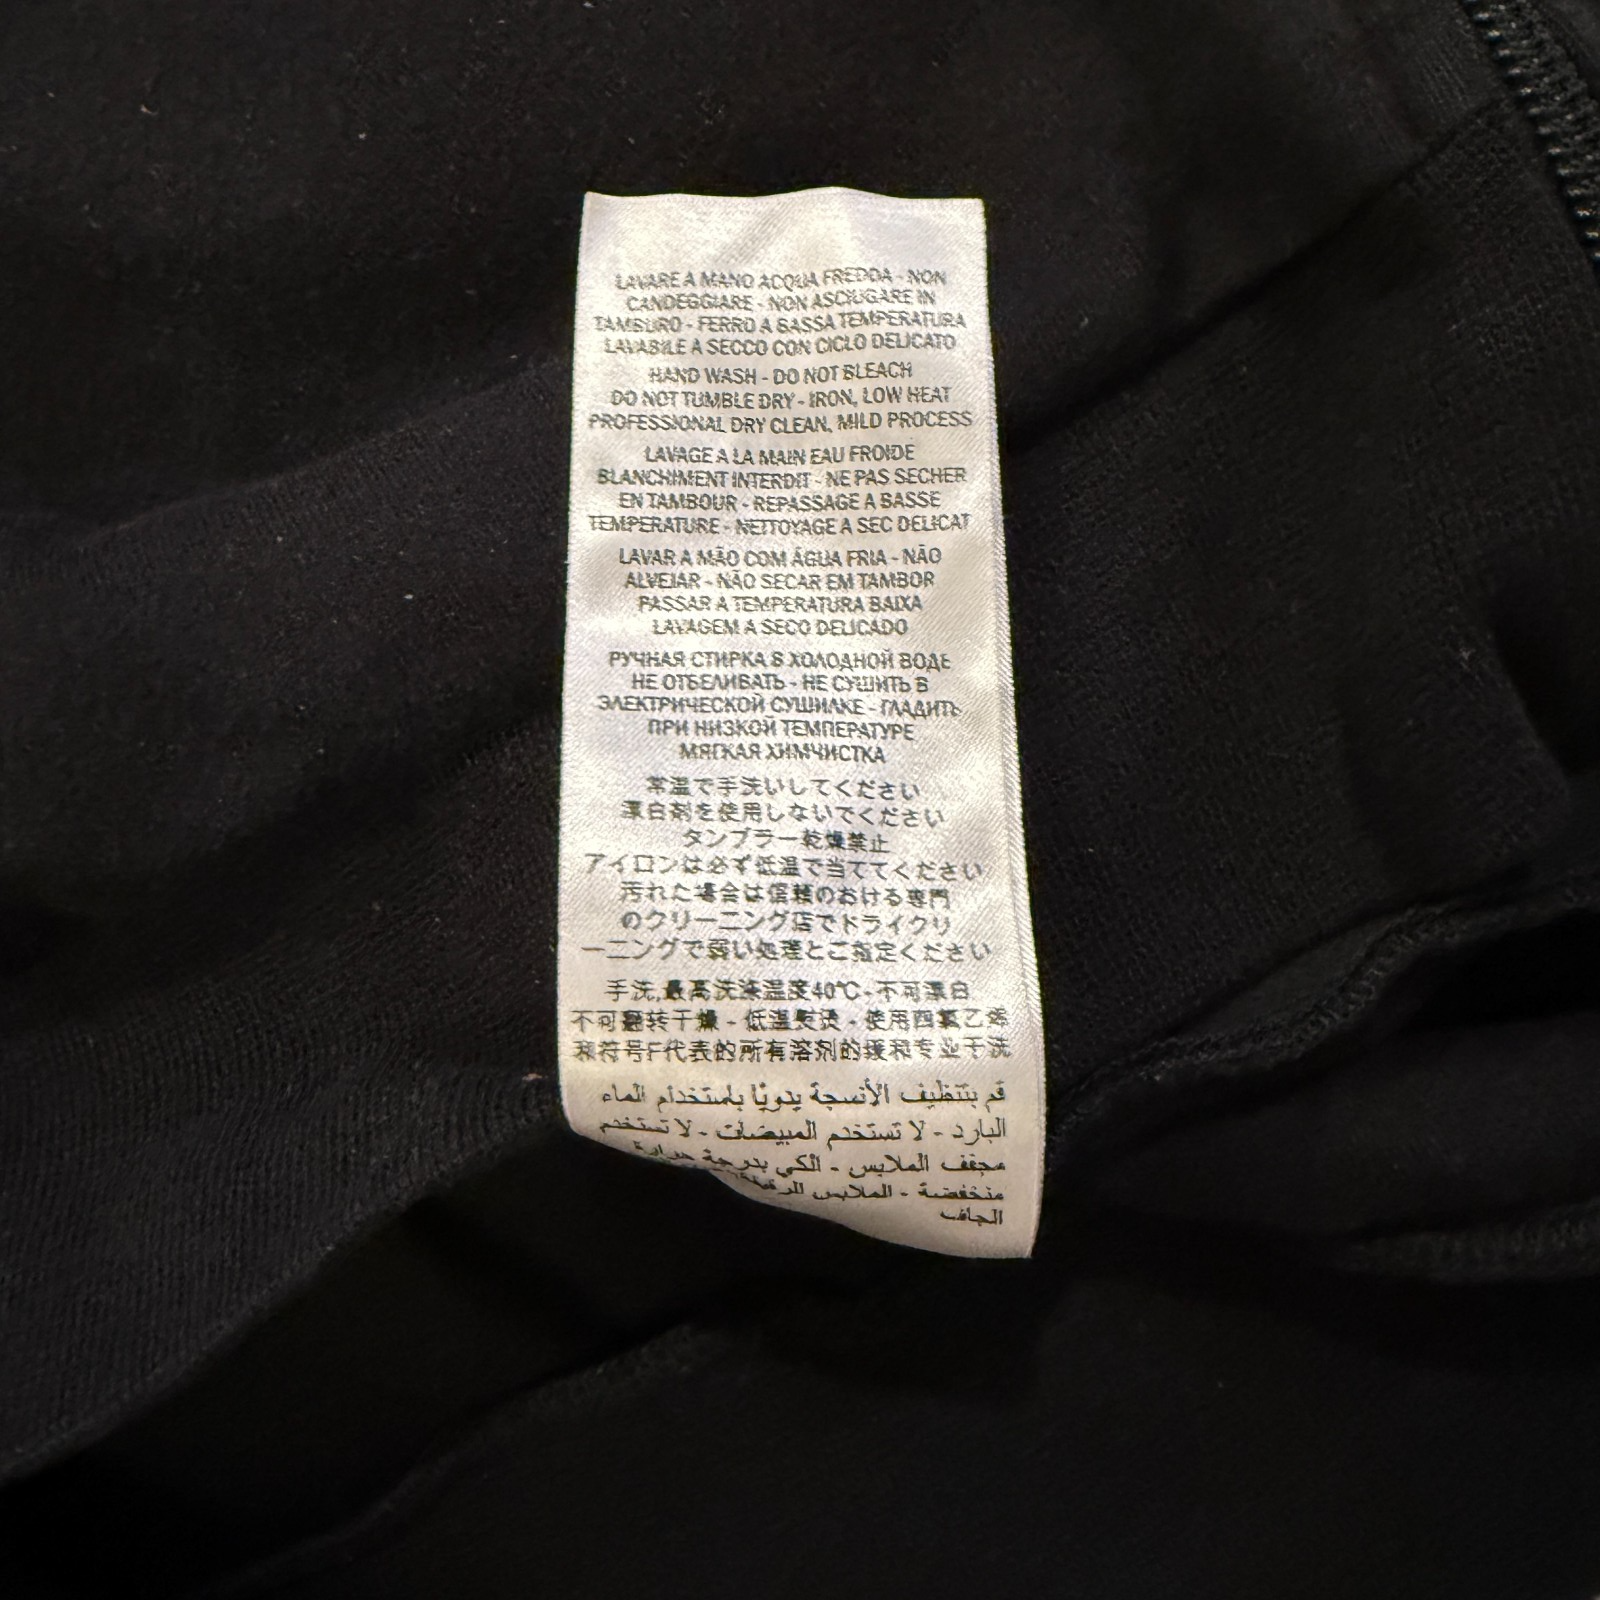 LAVARE A MANO ACQUA FREDDA - NON
CANDEGGIARE - NON ASCIUGARE IN
TAMBURO - FERRO A BASSA TEMPERATURA
LAVABILE A SECCO CON CICLO DELICATO
HAND WASH - DO NOT BLEACH
DO NOT TUMBLE DRY - IRON, LOW HEAT
PROFESSIONAL DRY CLEAN, MILD PROCESS
LAVAGE A LA MAIN EAU FROIDE
BLANCHIMENT INTERDIT - NE PAS SECHER
EN TAMBOUR - REPASSAGE A BASSE
TEMPERATURE - NETTOYAGE A SEC DELICAT
LAVAR A MÃO COM ÁGUA FRIA - NÃO
ALVEJAR - NÃO SECAR EM TAMBOR
PASSAR A TEMPERATURA BAIXA
LAVAGEM A SECO DELICADO
РУЧНАЯ СТИРКА В ХОЛОДНОЙ ВОДЕ
НЕ ОТБЕЛИВАТЬ - НЕ СУШИТЬ В
ЭЛЕКТРИЧЕСКОЙ СУШИЛКЕ - ГЛАДИТЬ
ПРИ НИЗКОЙ ТЕМПЕРАТУРЕ
МЯГКАЯ ХИМЧИСТКА
常温で手洗いしてください
漂白剤を使用しないでください
タンブラー乾燥禁止
アイロンは必ず低温で当ててください
汚れた場合は信頼のおける専門
のクリーニング店でドライクリ
ーニングで弱い処理とご指定ください
手洗,最高洗涤温度40℃-不可漂白
不可翻转干燥 - 低温熨烫 - 使用四氯乙烯
和符号F代表的所有溶剂的缓和专业干洗
قم بتنظيف الأنسجة يدويًا باستخدام الماء
البارد - لا تستخدم المبيضات - لا تستخدم
مجفف الملابس - الكي بدرجة حرارة
منخفضة - الملابس
الجاف